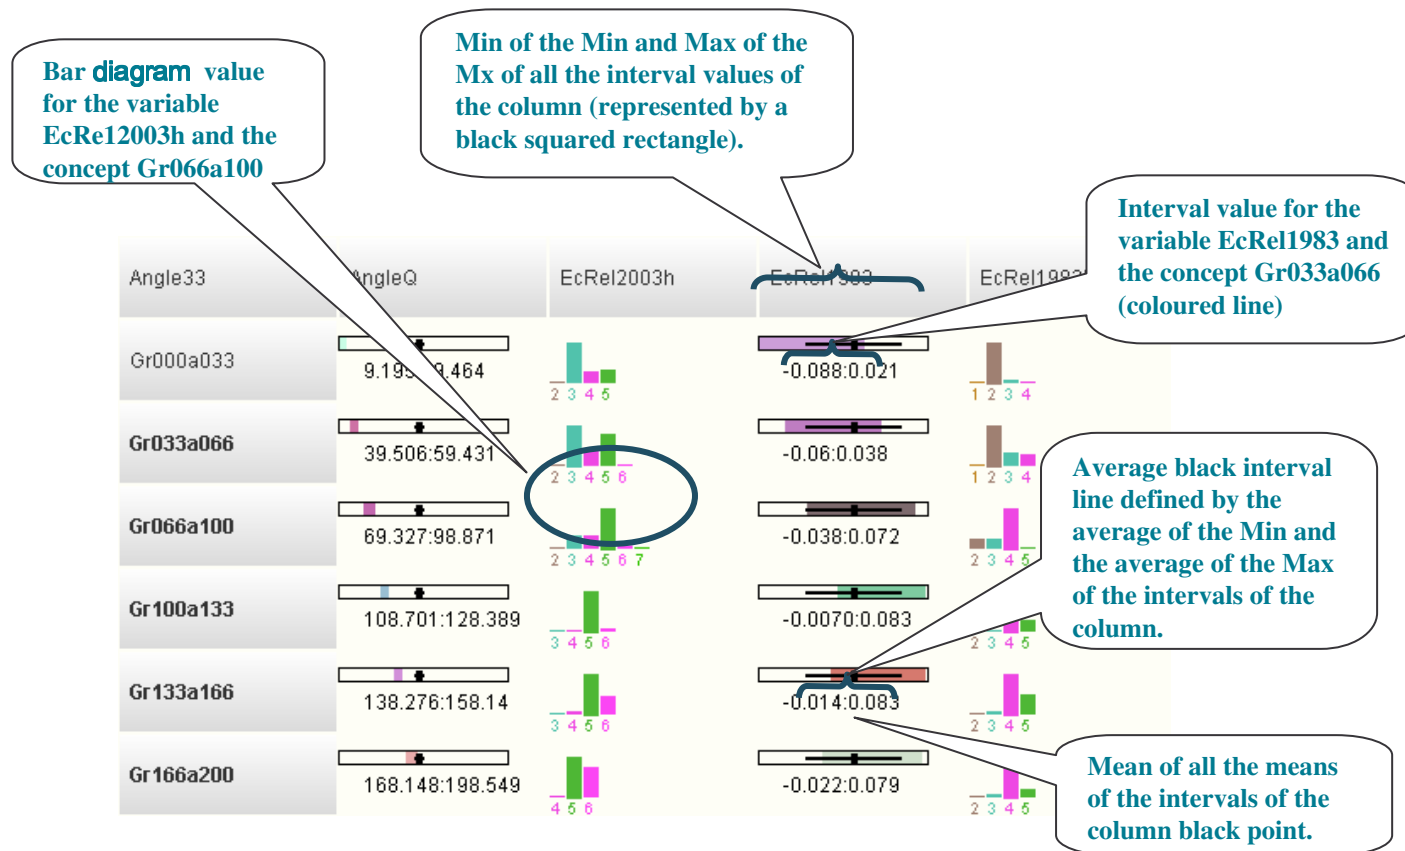 Bar diagram value
for the variable
EcRe12003h and the
concept Gr066a100
Min of the Min and Max of the
Mx of all the interval values of
the column (represented by a
black squared rectangle).
Interval value for the
variable EcRel1983 and
the concept Gr033a066
(coloured line)
Angle33 AngleQ EcRel2003h EcRel1983
Gr000a033 -0.088:0.021
2 3 4 5
1 2 3 4
Gr033a066 39.506:59.431 -0.06:0.038
2 3 4 5 6
1 2 3 4
Gr066a100 69.327:98.871 -0.038:0.072
2 3 4 5 6 7
2 3 4 5
Gr100a133 108.701:128.389 -0.0070:0.083
3 4 5 6
2 3 4 5
Gr133a166 138.276:158.14 -0.014:0.083
3 4 5 6
2 3 4 5
Gr166a200 168.148:198.549 -0.022:0.079
4 5 6
2 3 4 5
Average black interval
line defined by the
average of the Min and
the average of the Max
of the intervals of the
column.
Mean of all the means
of the intervals of the
column black point.